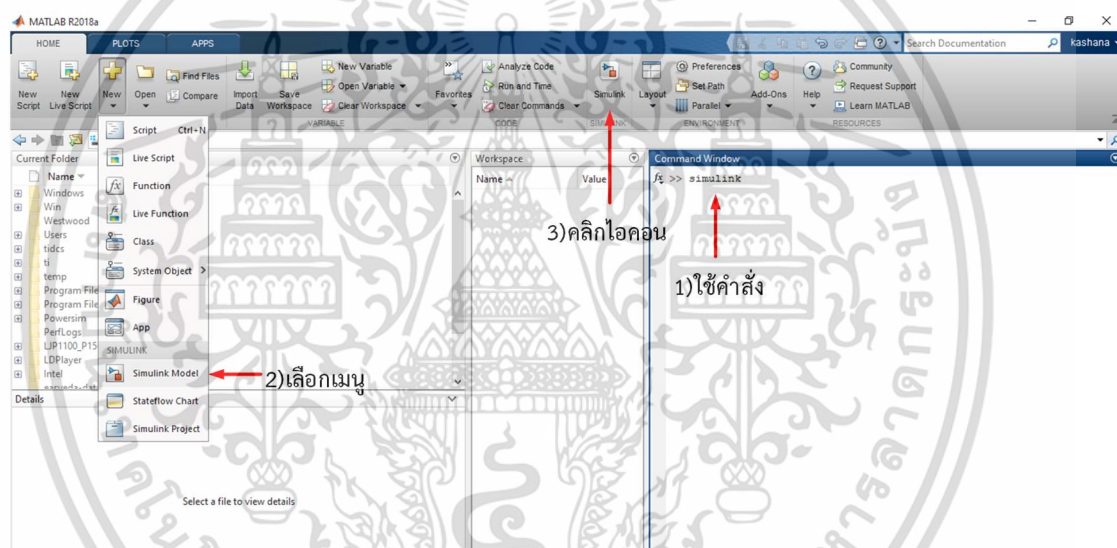 MATLAB R2018a
HOME PLOTS APPS
Search Documentation
kashana
New Script
New Live Script
New
Open
Find Files
Compare
Import Data
Save Workspace
New Variable
Open Variable
Clear Workspace
Favorites
Analyze Code
Run and Time
Clear Commands
Simulink
Layout
Preferences
Set Path
Parallel
Add-Ons
Help
Community
Request Support
Learn MATLAB
VARIABLE CODE SIMULINK ENVIRONMENT RESOURCES
Current Folder
Name
Windows
Win
Westwood
Users
tidcs
ti
temp
Program File
Program File
Powersim
PerfLogs
LJP1100_P15
LDPlayer
Intel
Details
Select a file to view details
Script Ctrl+N
Live Script
Function
Live Function
Class
System Object
Figure
App
SIMULINK
Simulink Model
Stateflow Chart
Simulink Project
Workspace
Name Value
Command Window
fx >> simulink
3)คลิกไอคอน
1)ใช้คำสั่ง
2)เลือกเมนู